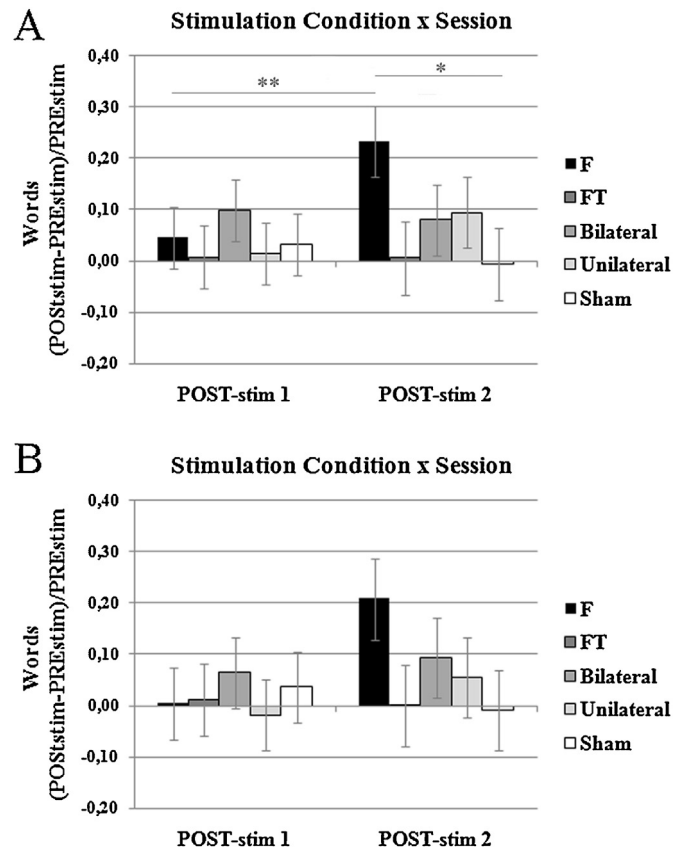 A
Stimulation Condition x Session
Words
(POStstim-PREstim)/PREstim
0,40
0,30
0,20
0,10
0,00
-0,10
-0,20
**
*
POST-stim 1
POST-stim 2
F
FT
Bilateral
Unilateral
Sham
B
Stimulation Condition x Session
Words
(POStstim-PREstim)/PREstim
0,40
0,30
0,20
0,10
0,00
-0,10
-0,20
POST-stim 1
POST-stim 2
F
FT
Bilateral
Unilateral
Sham